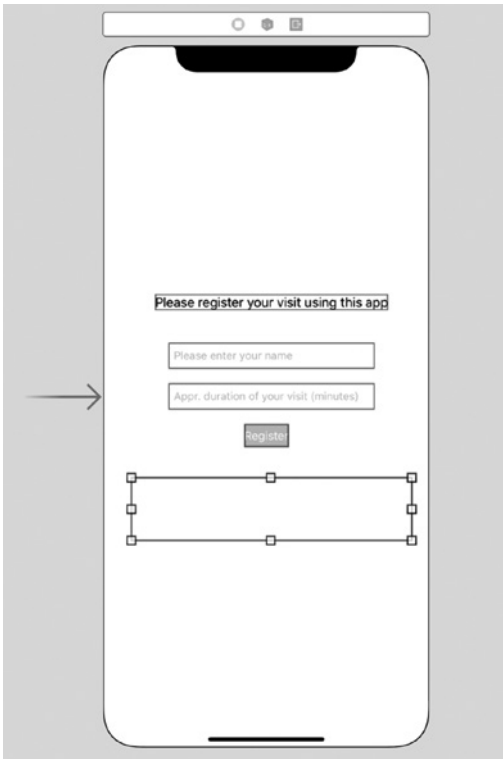 Please register your visit using this app
Please enter your name
Appr. duration of your visit (minutes)
Register